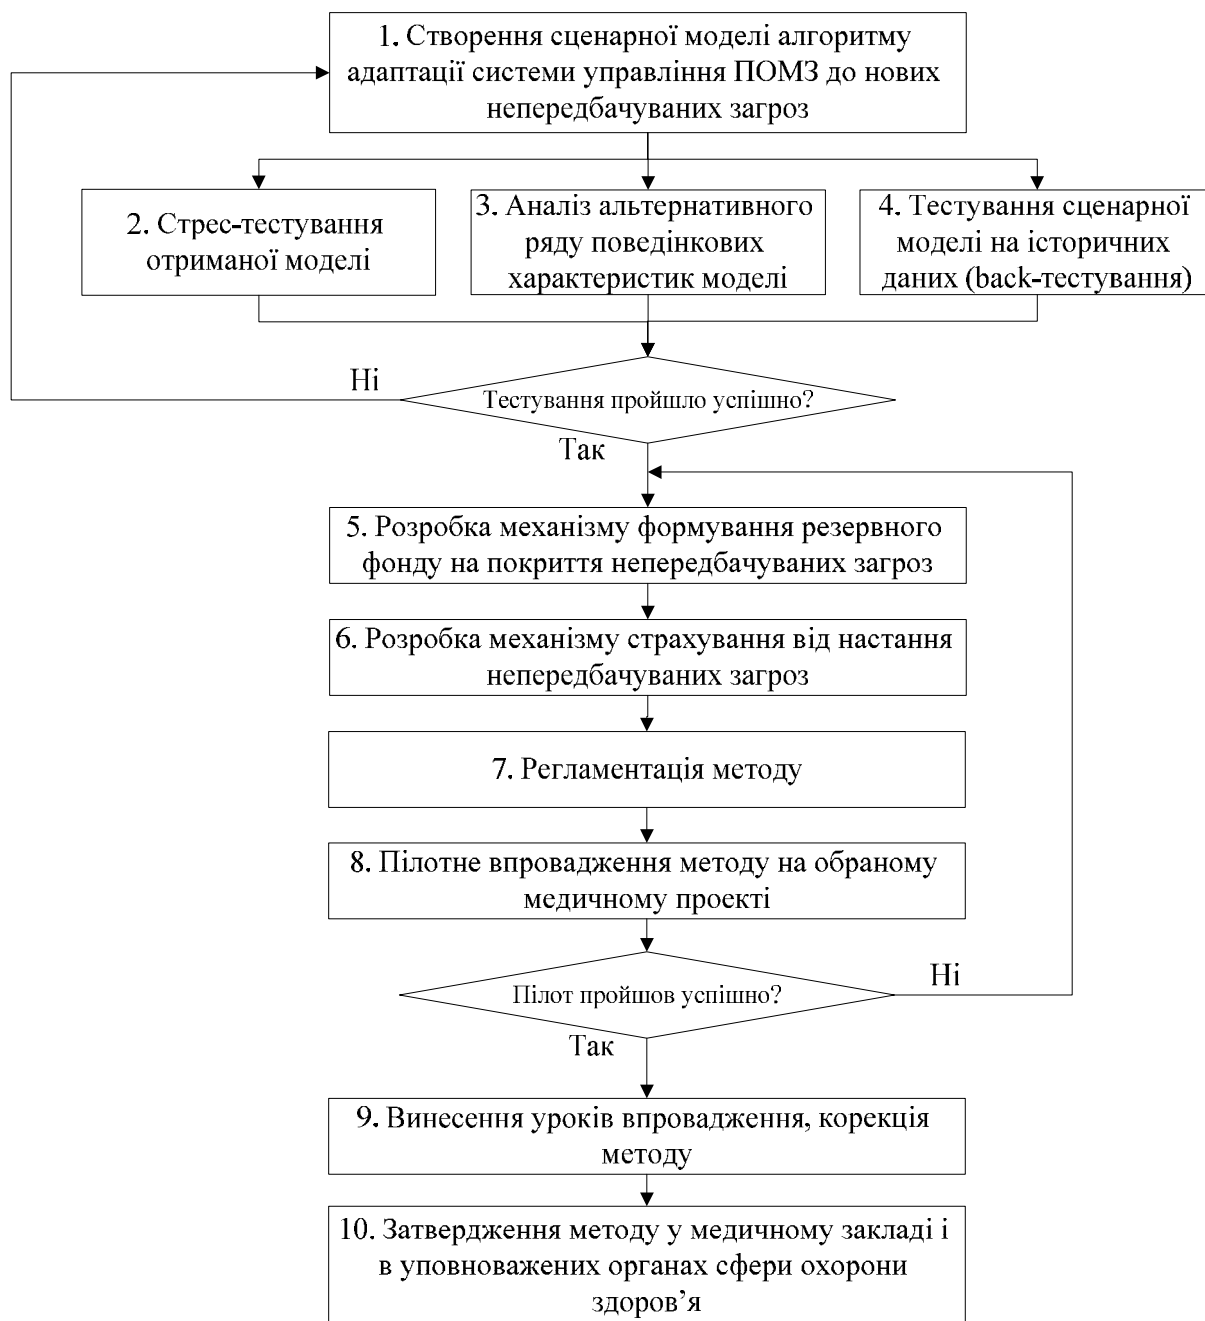 1. Створення сценарної моделі алгоритму
адаптації системи управління ПОМЗ до нових
непередбачуваних загроз
2. Стрес-тестування
отриманої моделі
3. Аналіз альтернативного
ряду поведінкових
характеристик моделі
4. Тестування сценарної
моделі на історичних
даних (back-тестування)
Ні
Тестування пройшло успішно?
Так
5. Розробка механізму формування резервного
фонду на покриття непередбачуваних загроз
6. Розробка механізму страхування від настання
непередбачуваних загроз
7. Регламентація методу
8. Пілотне впровадження методу на обраному
медичному проекті
Ні
Пілот пройшов успішно?
Так
9. Винесення уроків впровадження, корекція
методу
10. Затвердження методу у медичному закладі і
в уповноважених органах сфери охорони
здоров’я